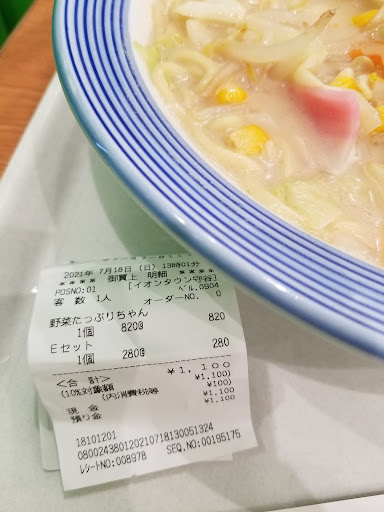 2021年 7月18日 (日) 13時01分
**** 御買上 明細 ****
POSNO:01 [イオンタウン守谷]
ベル.0904
客 数 1人 オーダーNO. 0
野菜たっぷりちゃん 820
1個 820@
Eセット 280
1個 280@
<合 計> ¥1,100
(10%対象額 ¥1,100)
(内消費税等 ¥100)
現 金 ¥1,100
預り金 ¥1,100
18101201
08002438012021071813005​1324
レシートNO:008978 SEQ.NO:00195175